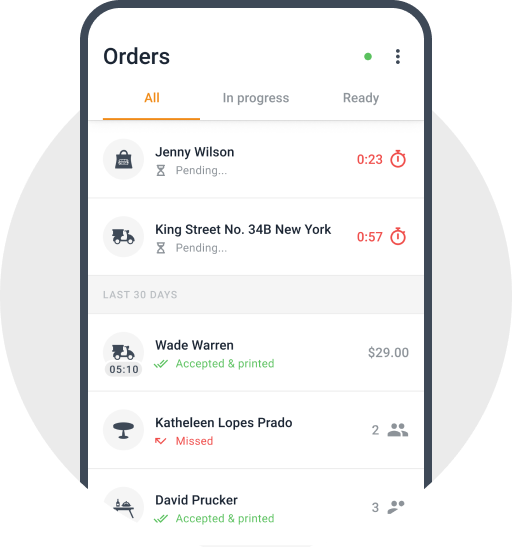 Orders
All In progress Ready
Jenny Wilson
Pending...
0:23
King Street No. 34B New York
Pending...
0:57
LAST 30 DAYS
Wade Warren
Accepted & printed
05:10
$29.00
Katheleen Lopes Prado
Missed
2
David Prucker
Accepted & printed
3